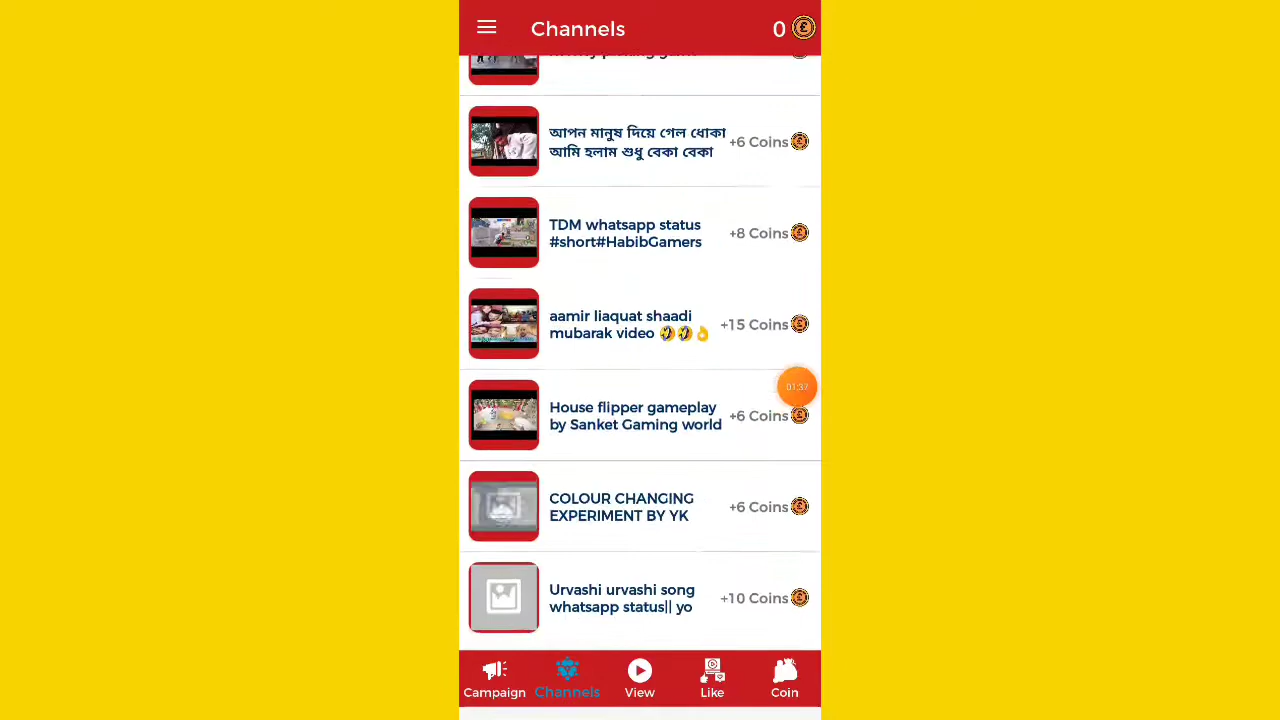 Channels
0
আপন মানুষ দিয়ে গেল ধোকা
আমি হলাম শুধু বেকা বেকা
+6 Coins
TDM whatsapp status
#short#HabibGamers
+8 Coins
aamir liaquat shaadi
mubarak video 🤣🤣👌
+15 Coins
01:37
House flipper gameplay
by Sanket Gaming world
+6 Coins
COLOUR CHANGING
EXPERIMENT BY YK
+6 Coins
Urvashi urvashi song
whatsapp status|| yo
+10 Coins
Campaign
Channels
View
Like
Coin